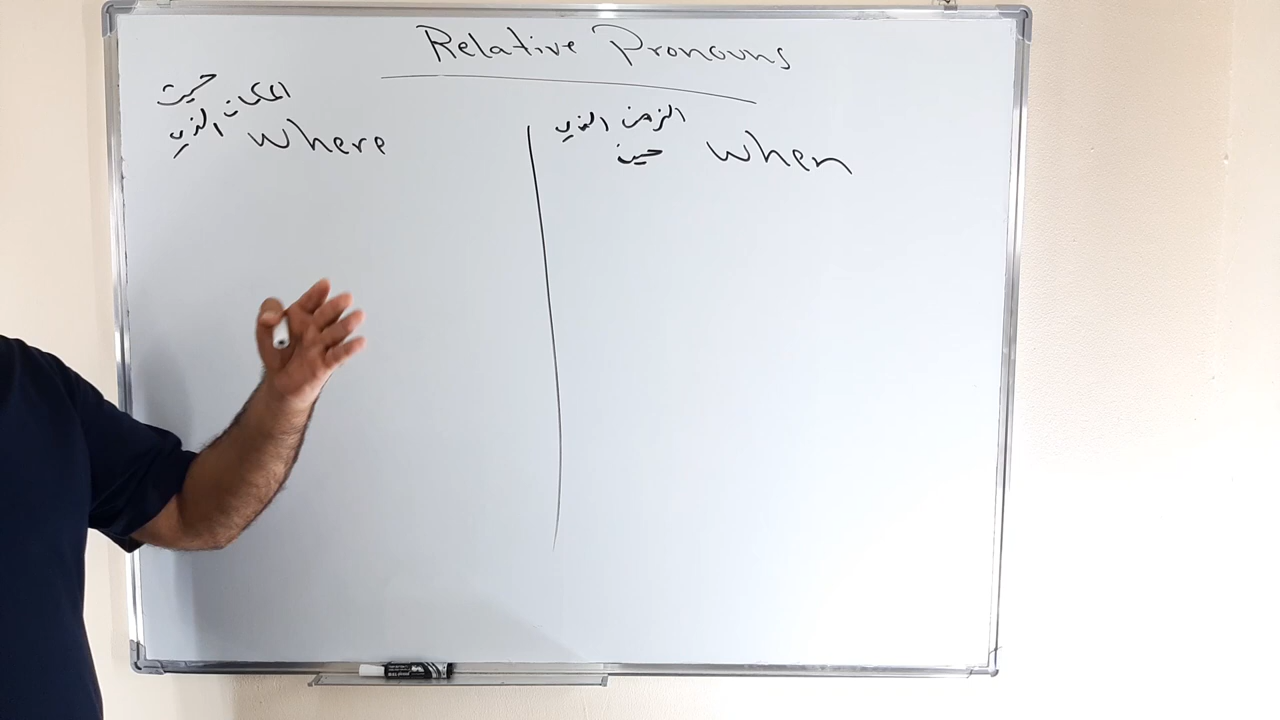 Relative Pronouns
حيث
المكان الذي
Where
الزمن الذي
حين
When